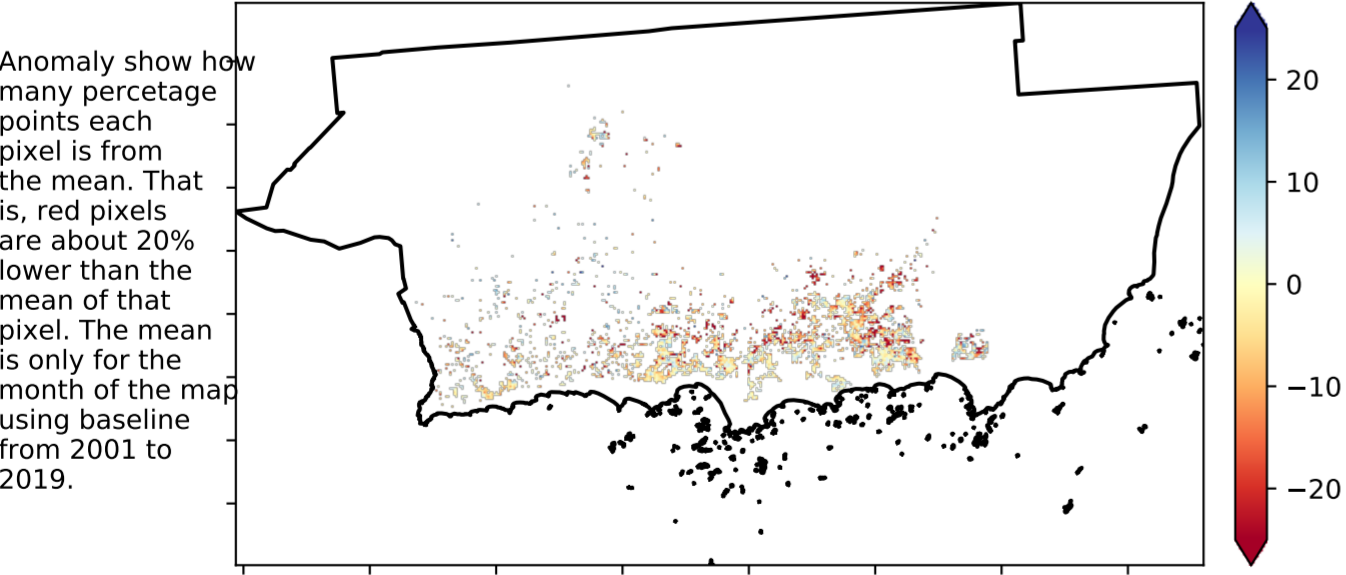 Anomaly show how
many percetage
points each
pixel is from
the mean. That
is, red pixels
are about 20%
lower than the
mean of that
pixel. The mean
is only for the
month of the map
using baseline
from 2001 to
2019.
20
10
0
−10
−20